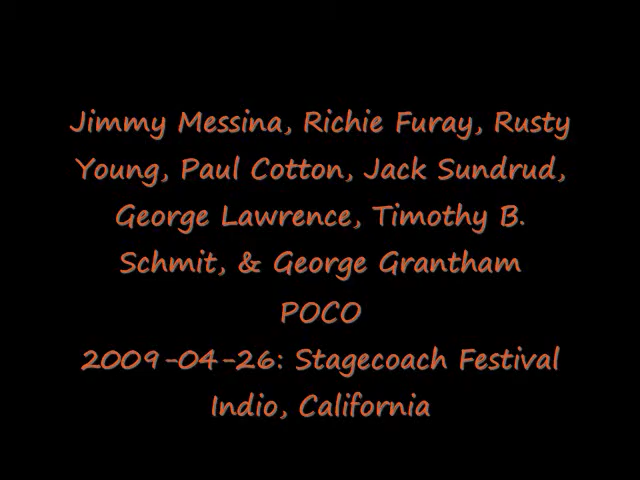 Jimmy Messina, Richie Furay, Rusty
Young, Paul Cotton, Jack Sundrud,
George Lawrence, Timothy B.
Schmit, & George Grantham
POCO
2009-04-26: Stagecoach Festival
Indio, California